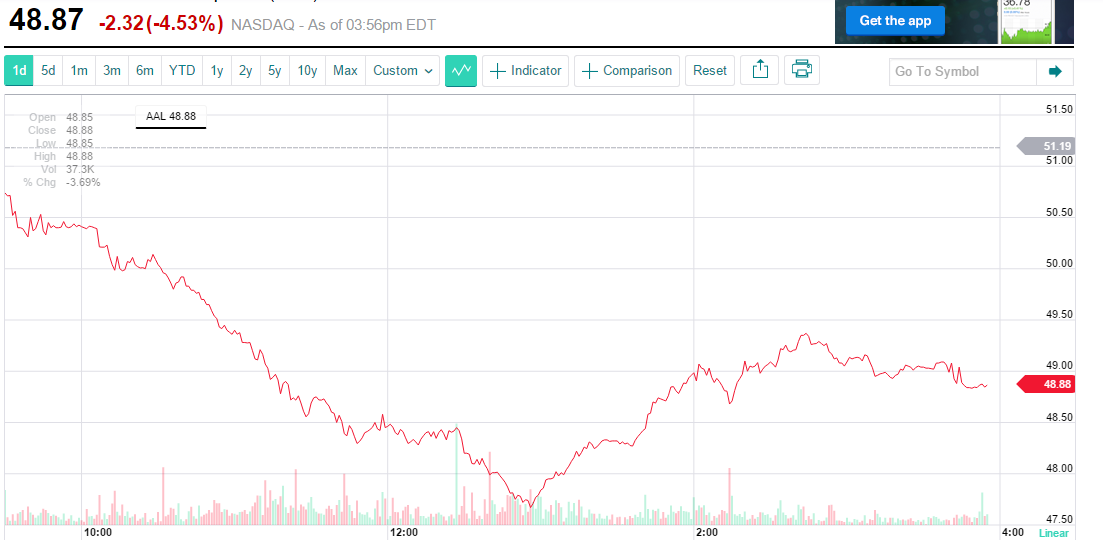 48.87 -2.32 (-4.53%) NASDAQ - As of 03:56pm EDT
Get the app
36.78
1d 5d 1m 3m 6m YTD 1y 2y 5y 10y Max Custom Indicator Comparison Reset Go To Symbol
AAL 48.88
Open 48.85
Close 48.88
Low 48.85
High 48.88
Vol 37.3K
% Chg -3.69%
51.50
51.19
51.00
50.50
50.00
49.50
49.00
48.88
48.50
48.00
47.50
10:00 12:00 2:00 4:00 Linear